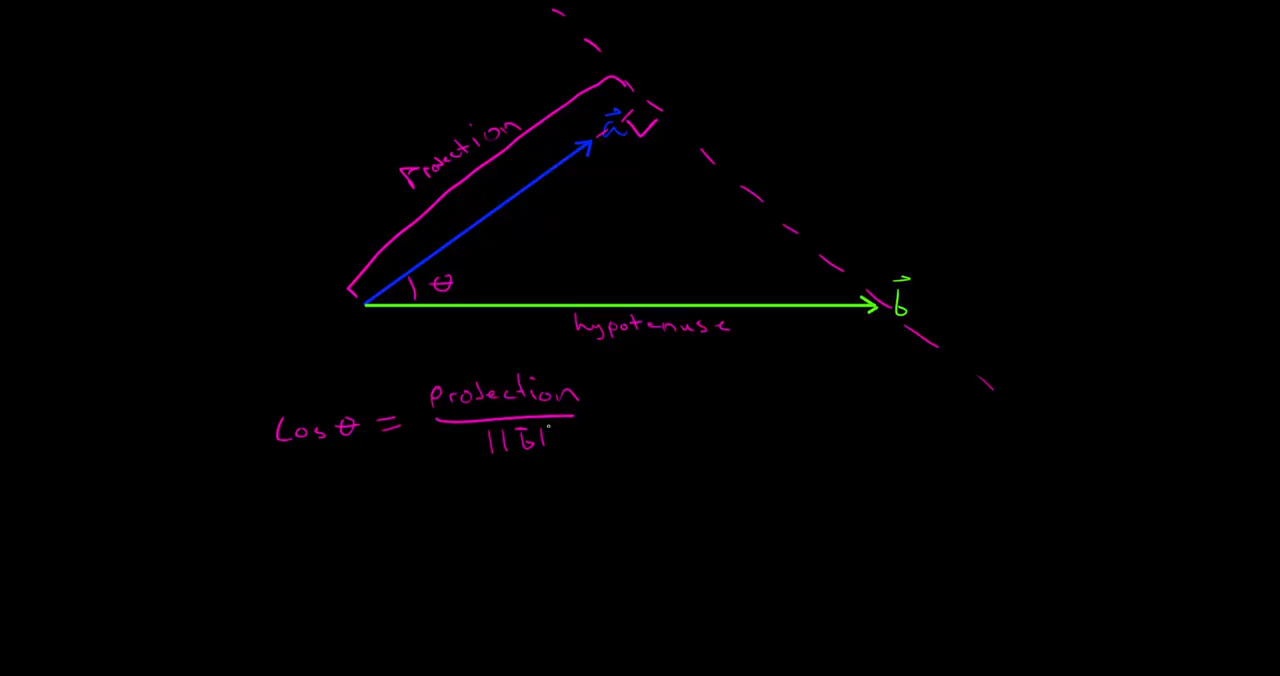 Projection
a⃗
θ
b⃗
hypotenuse
Cos θ = Projection / ||b̄|